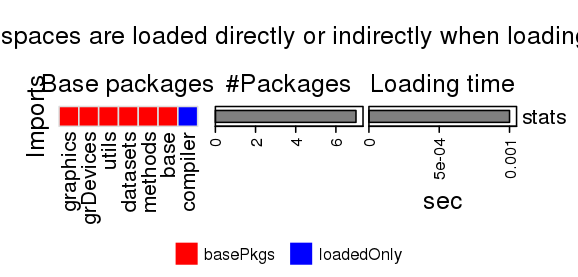 spaces are loaded directly or indirectly when loading
Base packages #Packages Loading time
Imports
stats
graphics
grDevices
utils
datasets
methods
base
compiler
0 2 4 6
0 5e-04 0.001
sec
basePkgs loadedOnly